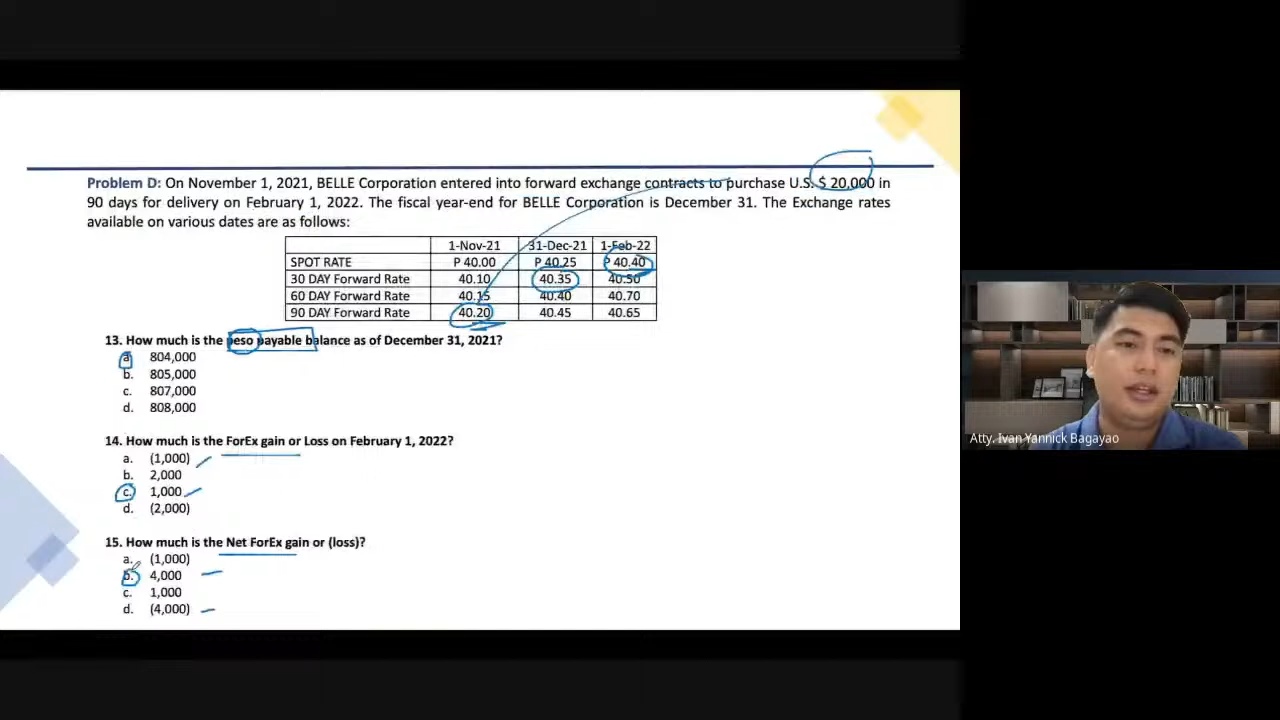 Problem D: On November 1, 2021, BELLE Corporation entered into forward exchange contracts to purchase U.S. $ 20,000 in
90 days for delivery on February 1, 2022. The fiscal year-end for BELLE Corporation is December 31. The Exchange rates
available on various dates are as follows:
1-Nov-21 31-Dec-21 1-Feb-22
SPOT RATE P 40.00 P 40.25 P 40.40
30 DAY Forward Rate 40.10 40.35 40.50
60 DAY Forward Rate 40.15 40.40 40.70
90 DAY Forward Rate 40.20 40.45 40.65
13. How much is the peso payable balance as of December 31, 2021?
a. 804,000
b. 805,000
c. 807,000
d. 808,000
14. How much is the ForEx gain or Loss on February 1, 2022?
a. (1,000)
b. 2,000
c. 1,000
d. (2,000)
15. How much is the Net ForEx gain or (loss)?
a. (1,000)
b. 4,000
c. 1,000
d. (4,000)
Atty. Ivan Yannick Bagayao